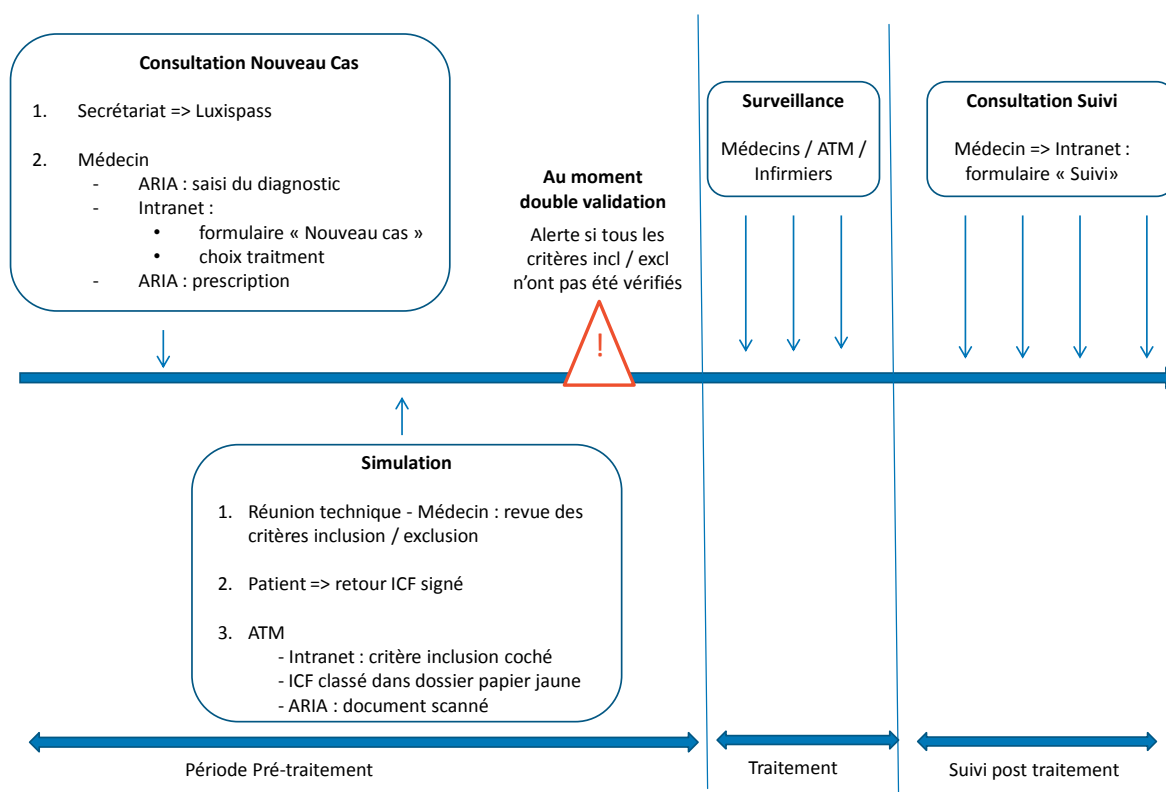 Consultation Nouveau Cas
1. Secrétariat => Luxispass
2. Médecin
- ARIA : saisi du diagnostic
- Intranet :
• formulaire « Nouveau cas »
• choix traitment
- ARIA : prescription
Au moment
double validation
Alerte si tous les
critères incl / excl
n'ont pas été vérifiés
!
Surveillance
Médecins / ATM /
Infirmiers
Consultation Suivi
Médecin => Intranet :
formulaire « Suivi»
Simulation
1. Réunion technique - Médecin : revue des
critères inclusion / exclusion
2. Patient => retour ICF signé
3. ATM
- Intranet : critère inclusion coché
- ICF classé dans dossier papier jaune
- ARIA : document scanné
Période Pré-traitement
Traitement
Suivi post traitement